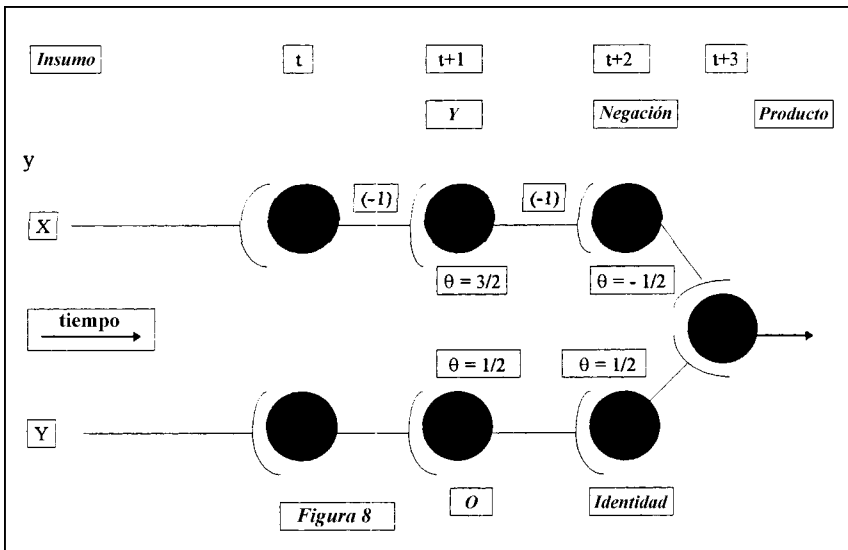 Insumo t t+1 t+2 t+3
Y Negación Producto
y
(-1) (-1)
X
θ = 3/2 θ = - 1/2
tiempo
θ = 1/2 θ = 1/2
Y
Figura 8 O Identidad